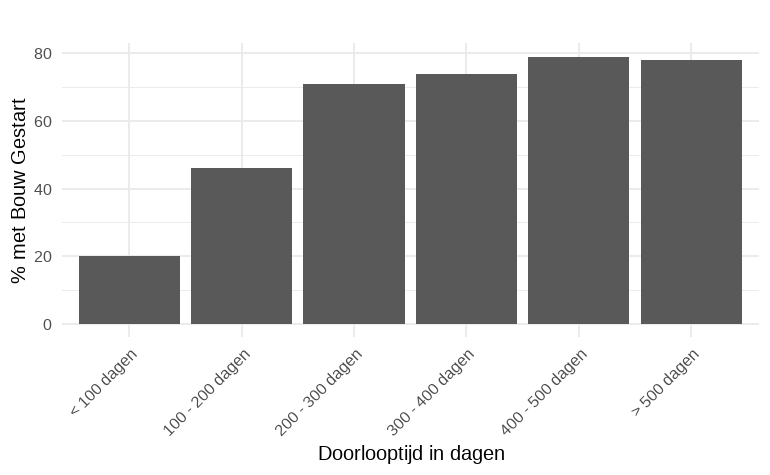 80
60
40
20
0
% met Bouw Gestart
< 100 dagen
100 - 200 dagen
200 - 300 dagen
300 - 400 dagen
400 - 500 dagen
> 500 dagen
Doorlooptijd in dagen